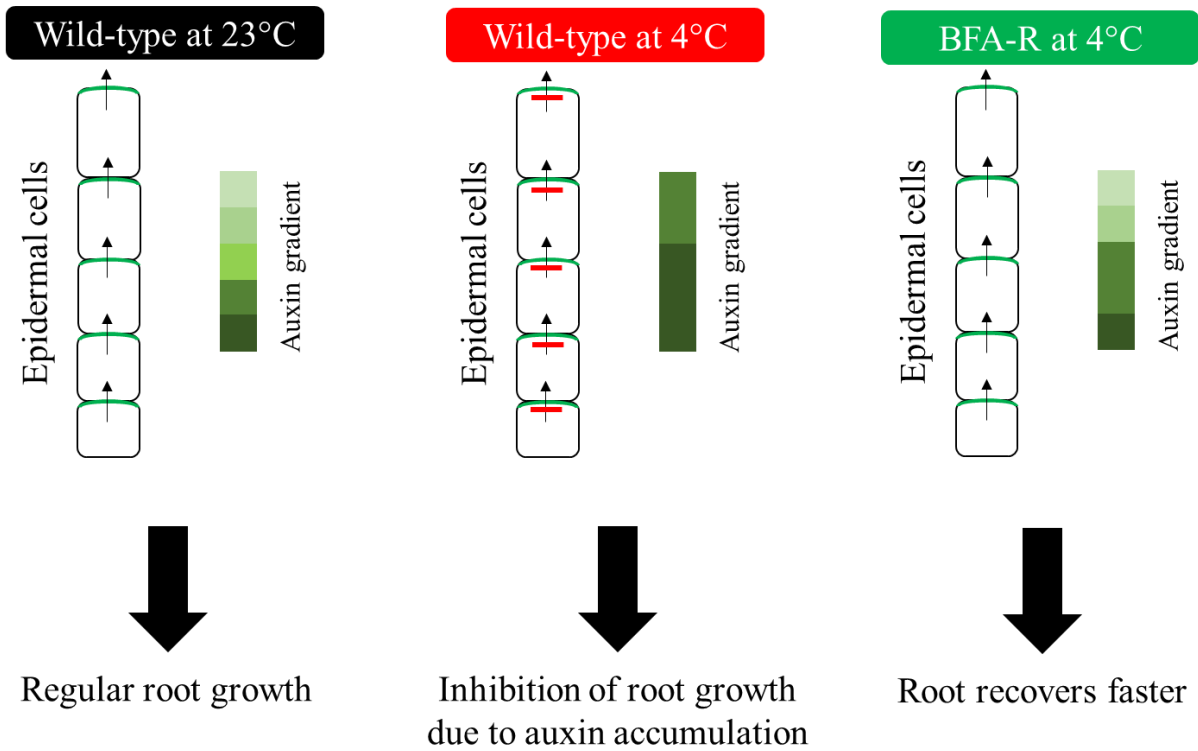 Wild-type at 23°C
Wild-type at 4°C
BFA-R at 4°C
Epidermal cells
Auxin gradient
Epidermal cells
Auxin gradient
Epidermal cells
Auxin gradient
Regular root growth
Inhibition of root growth
due to auxin accumulation
Root recovers faster